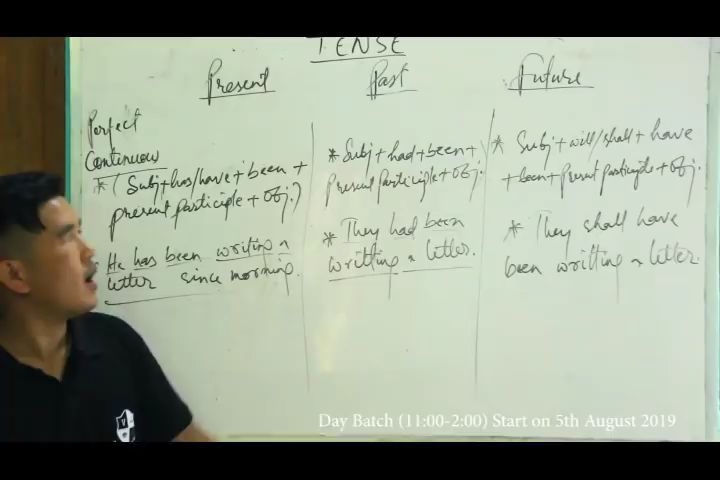 TENSE
Present
Past
Future
Perfect
Continuous
* (Subj+has/have+been+
present participle+Obj.)
He has been writing a
letter since morning.
* Subj+had+been+
Present Participle+Obj.
* They had been
writting a letter.
* Subj+will/shall+have
+been+Present Participle+Obj.
* They shall have
been writting a letter.
Day Batch (11:00-2:00) Start on 5th August 2019